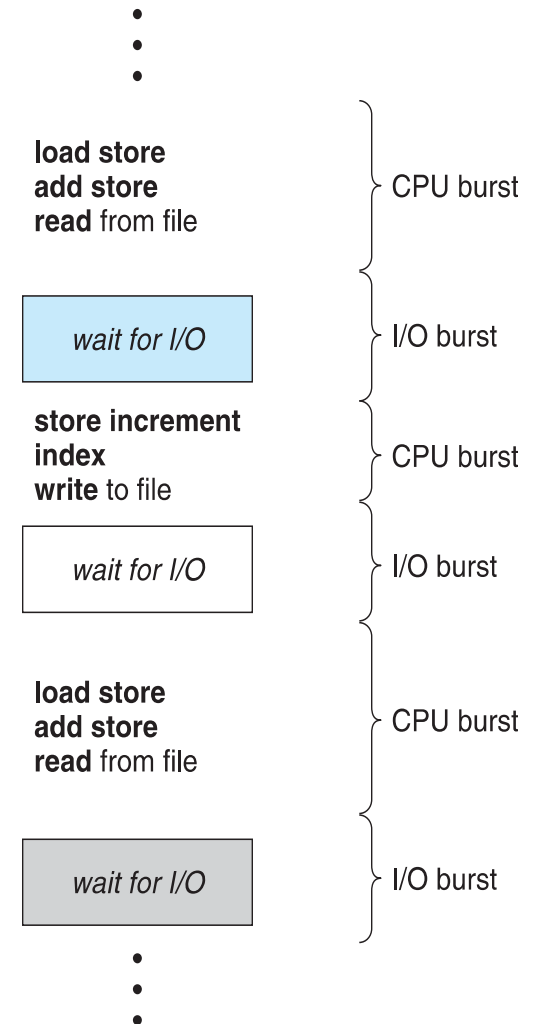 load store
add store
read from file
CPU burst
wait for I/O
I/O burst
store increment
index
write to file
CPU burst
wait for I/O
I/O burst
load store
add store
read from file
CPU burst
wait for I/O
I/O burst